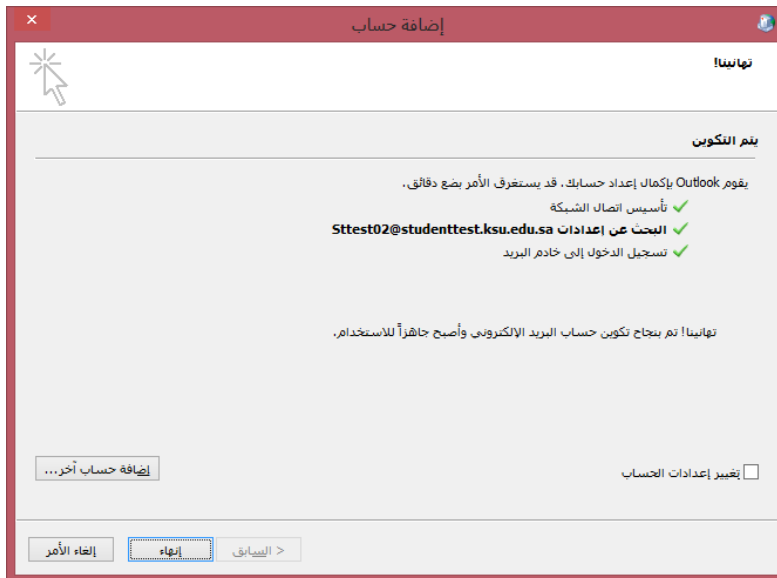 إضافة حساب
تهانينا!
يتم التكوين
يقوم Outlook بإكمال إعداد حسابك. قد يستغرق الأمر بضع دقائق.
تأسيس اتصال الشبكة
البحث عن إعدادات Sttest02@studenttest.ksu.edu.sa
تسجيل الدخول إلى خادم البريد
تهانينا! تم بنجاح تكوين حساب البريد الإلكتروني وأصبح جاهزاً للاستخدام.
تغيير إعدادات الحساب
إضافة حساب آخر...
< السابق
إنهاء
إلغاء الأمر